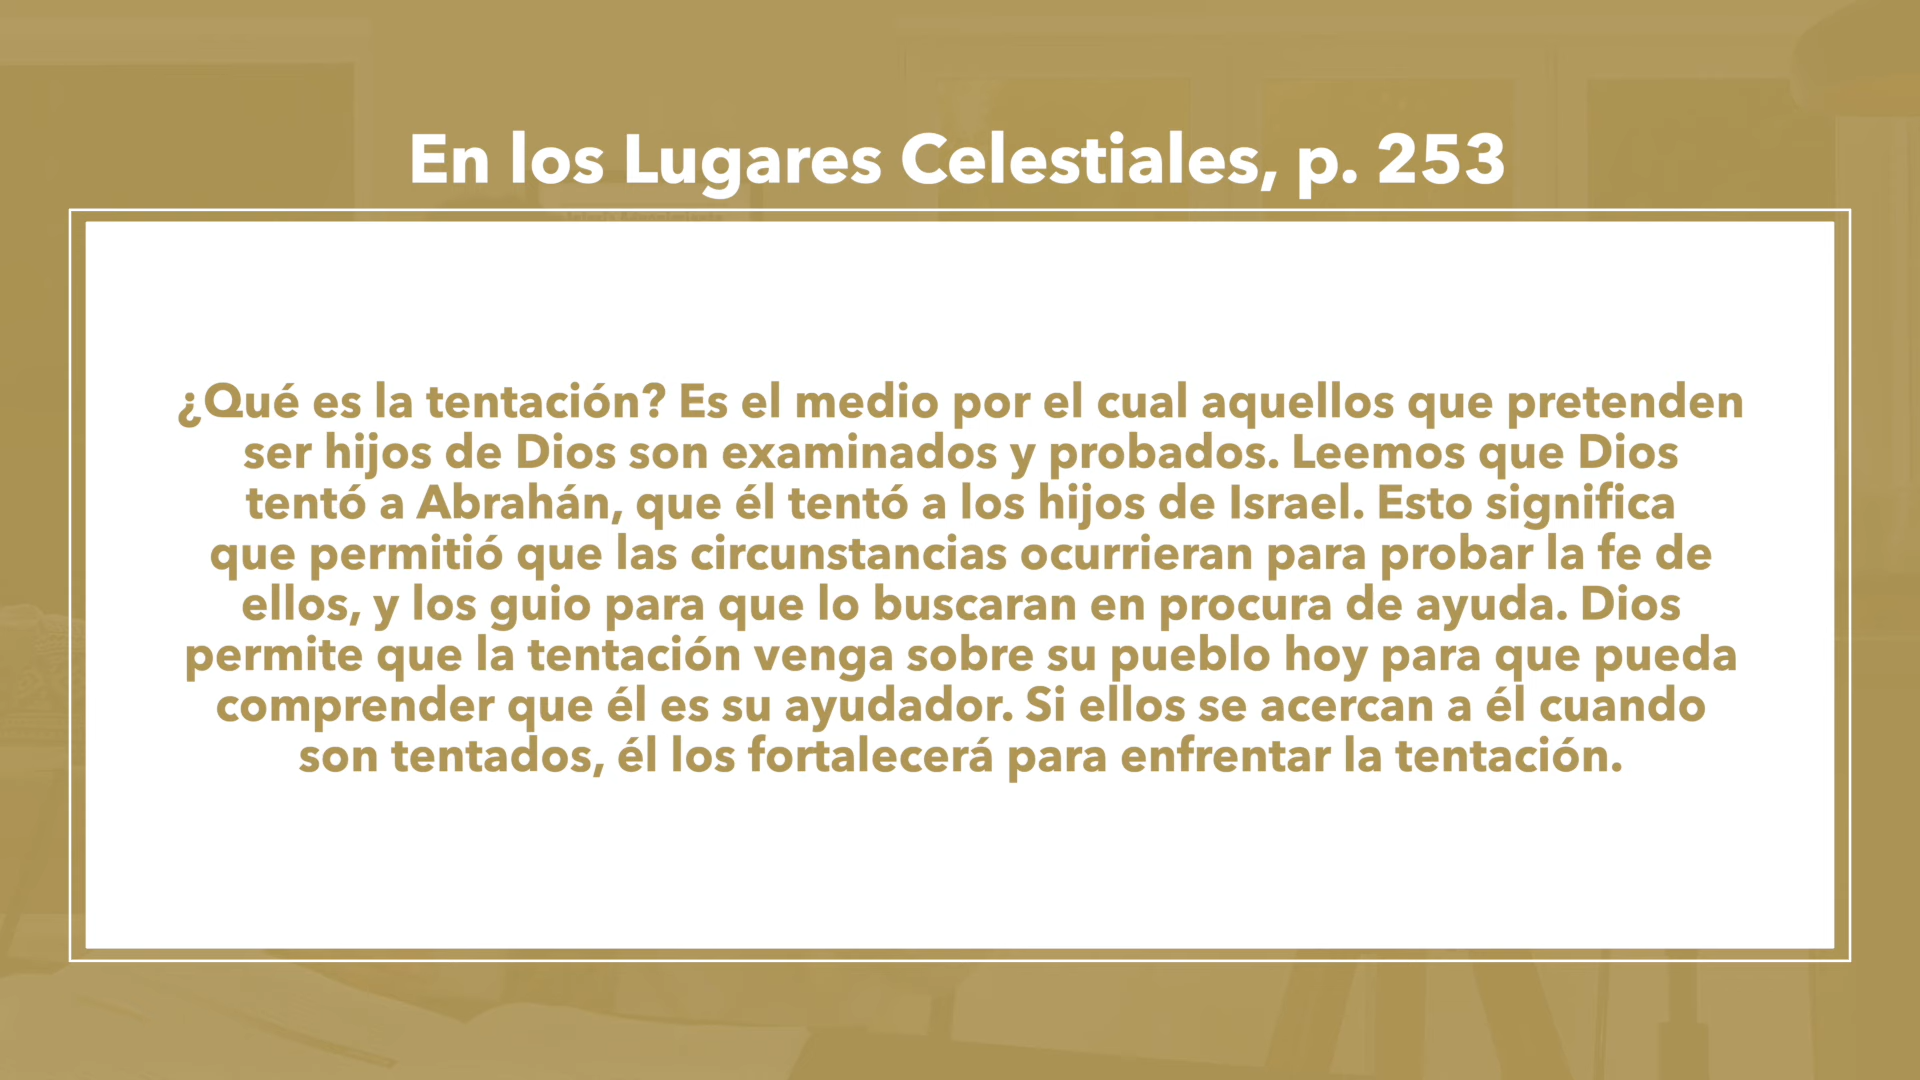 En los Lugares Celestiales, p. 253
¿Qué es la tentación? Es el medio por el cual aquellos que pretenden
ser hijos de Dios son examinados y probados. Leemos que Dios
tentó a Abrahán, que él tentó a los hijos de Israel. Esto significa
que permitió que las circunstancias ocurrieran para probar la fe de
ellos, y los guio para que lo buscaran en procura de ayuda. Dios
permite que la tentación venga sobre su pueblo hoy para que pueda
comprender que él es su ayudador. Si ellos se acercan a él cuando
son tentados, él los fortalecerá para enfrentar la tentación.